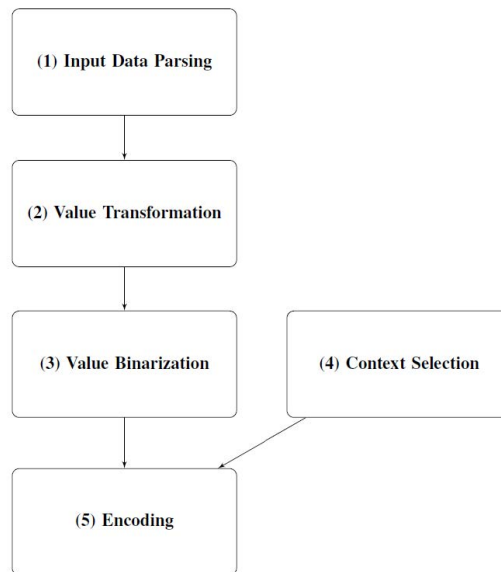 (1) Input Data Parsing
(2) Value Transformation
(3) Value Binarization
(4) Context Selection
(5) Encoding